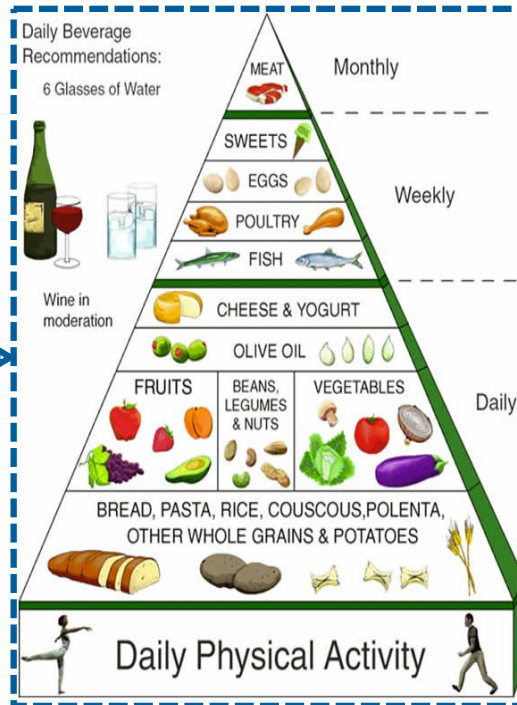 Daily Beverage
Recommendations:
6 Glasses of Water
Wine in
moderation
MEAT
Monthly
SWEETS
EGGS
POULTRY
FISH
Weekly
CHEESE & YOGURT
OLIVE OIL
FRUITS
BEANS,
LEGUMES
& NUTS
VEGETABLES
Daily
BREAD, PASTA, RICE, COUSCOUS,POLENTA,
OTHER WHOLE GRAINS & POTATOES
Daily Physical Activity